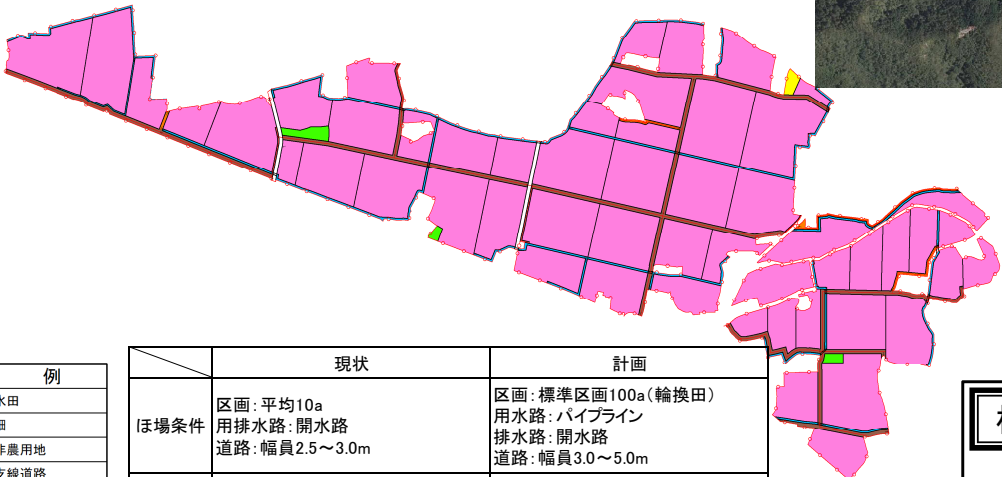 例
水田
畑
非農用地
支線道路
現状
計画
ほ場条件
区画：平均10a
用排水路：開水路
道路：幅員2.5～3.0m
区画：標準区画100a（輪換田）
用水路：パイプライン
排水路：開水路
道路：幅員3.0～5.0m